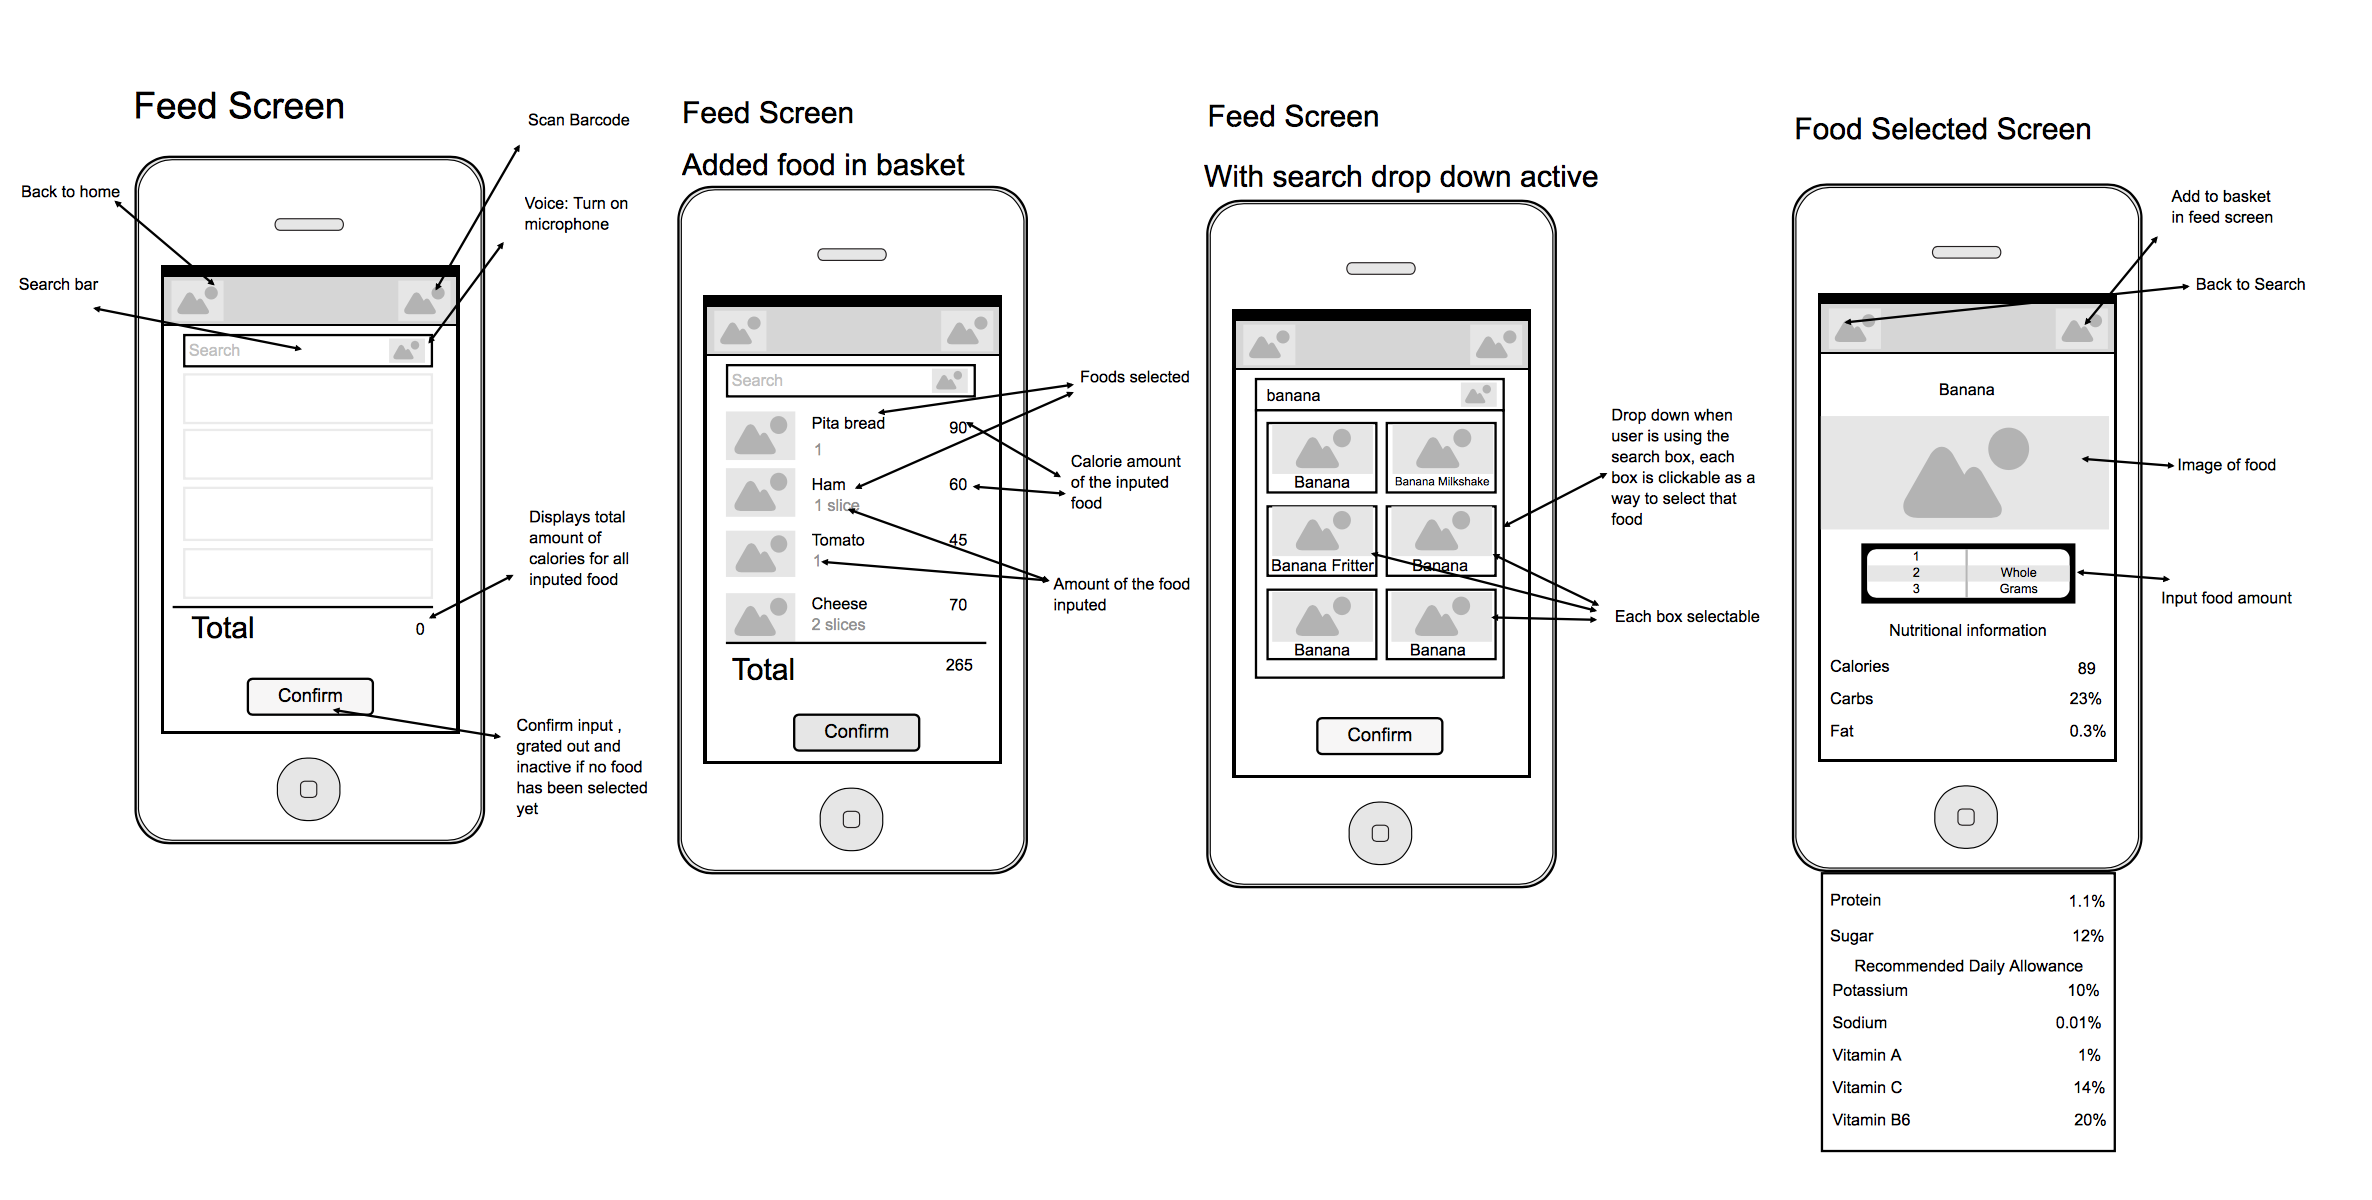 Feed Screen
Back to home
Scan Barcode
Voice: Turn on
microphone
Search bar
Search
Displays total
amount of
calories for all
inputed food
Total
0
Confirm
Confirm input ,
grated out and
inactive if no food
has been selected
yet
Feed Screen
Added food in basket
Search
Foods selected
Pita bread
90
1
Calorie amount
of the inputed
food
Ham
60
1 slice
Tomato
45
1
Amount of the food
inputed
Cheese
70
2 slices
Total
265
Confirm
Feed Screen
With search drop down active
banana
Banana
Banana Milkshake
Drop down when
user is using the
search box, each
box is clickable as a
way to select that
food
Banana Fritter
Banana
Each box selectable
Banana
Banana
Confirm
Food Selected Screen
Add to basket
in feed screen
Back to Search
Banana
Image of food
1
2 Whole
3 Grams
Input food amount
Nutritional information
Calories 89
Carbs 23%
Fat 0.3%
Protein 1.1%
Sugar 12%
Recommended Daily Allowance
Potassium 10%
Sodium 0.01%
Vitamin A 1%
Vitamin C 14%
Vitamin B6 20%